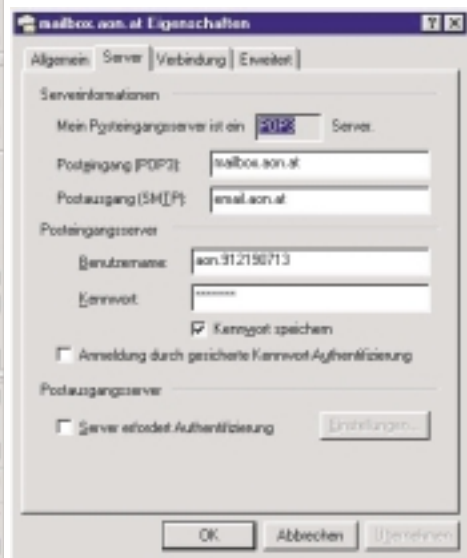 mailbox.aon.at Eigenschaften
Allgemein Server Verbindung Erweitert
Serverinformationen
Mein Posteingangsserver ist ein POP3 Server.
Posteingang (POP3): mailbox.aon.at
Postausgang (SMTP): email.aon.at
Posteingangsserver
Benutzername: aon.912190713
Kennwort: ********
Kennwort speichern
Anmeldung durch gesicherte Kennwort-Authentifizierung
Postausgangsserver
Server erfordert Authentifizierung Einstellungen...
OK Abbrechen Übernehmen